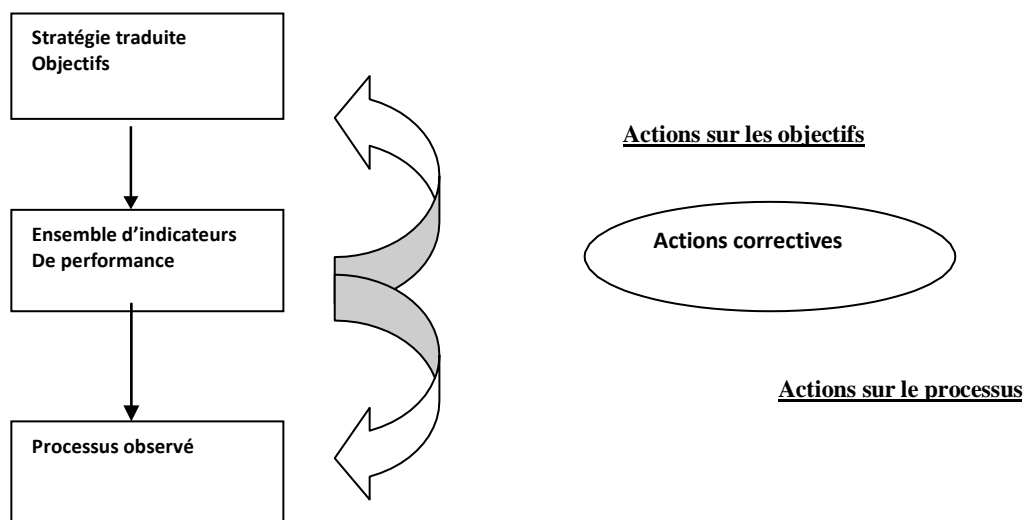 Stratégie traduite
Objectifs
Actions sur les objectifs
Ensemble d’indicateurs
De performance
Actions correctives
Actions sur le processus
Processus observé